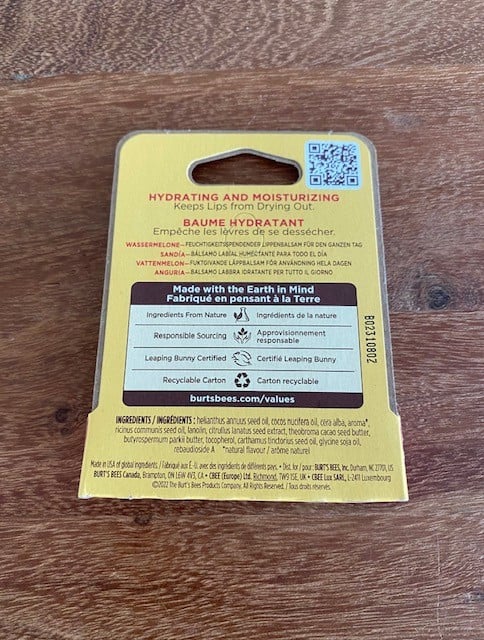 HYDRATING AND MOISTURIZING
Keeps Lips from Drying Out.
BAUME HYDRATANT
Empêche les lèvres de se dessécher.
WASSERMELONE—FEUCHTIGKEITSSPENDENDER LIPPENBALSAM FÜR DEN GANZEN TAG
SANDÍA—BÁLSAMO LABIAL HUMECTANTE PARA TODO EL DÍA
VATTENMELON—FUKTGIVANDE LÄPPBALSAM FÖR ANVÄNDNING HELA DAGEN
ANGURIA—BALSAMO LABBRA IDRATANTE PER TUTTO IL GIORNO
Made with the Earth in Mind
Fabriqué en pensant à la Terre
Ingredients From Nature Ingrédients de la nature
Responsible Sourcing Approvisionnement
responsable
Leaping Bunny Certified Certifié Leaping Bunny
Recyclable Carton Carton recyclable
burtsbees.com/values
B02310802
INGREDIENTS / INGRÉDIENTS: helianthus annuus seed oil, cocos nucifera oil, cera alba, aroma*,
ricinus communis seed oil, lanolin, citrullus lanatus seed extract, theobroma cacao seed butter,
butyrospermum parkii butter, tocopherol, carthamus tinctorius seed oil, glycine soja oil,
rebaudioside A *natural flavour / arôme naturel
Made in USA of global ingredients / Fabriqué aux É.-U. avec des ingrédients de différents pays. • Dist. for / pour: BURT'S BEES, Inc. Durham, NC 27701, US
BURT'S BEES Canada, Brampton, ON L6W 4V3, CA • CBEE (Europe) Ltd. Richmond, TW9 1SE, UK • CBEE Lux SARL, L-2411 Luxembourg
©2022 The Burt's Bees Products Company. All Rights Reserved. / Tous droits réservés.